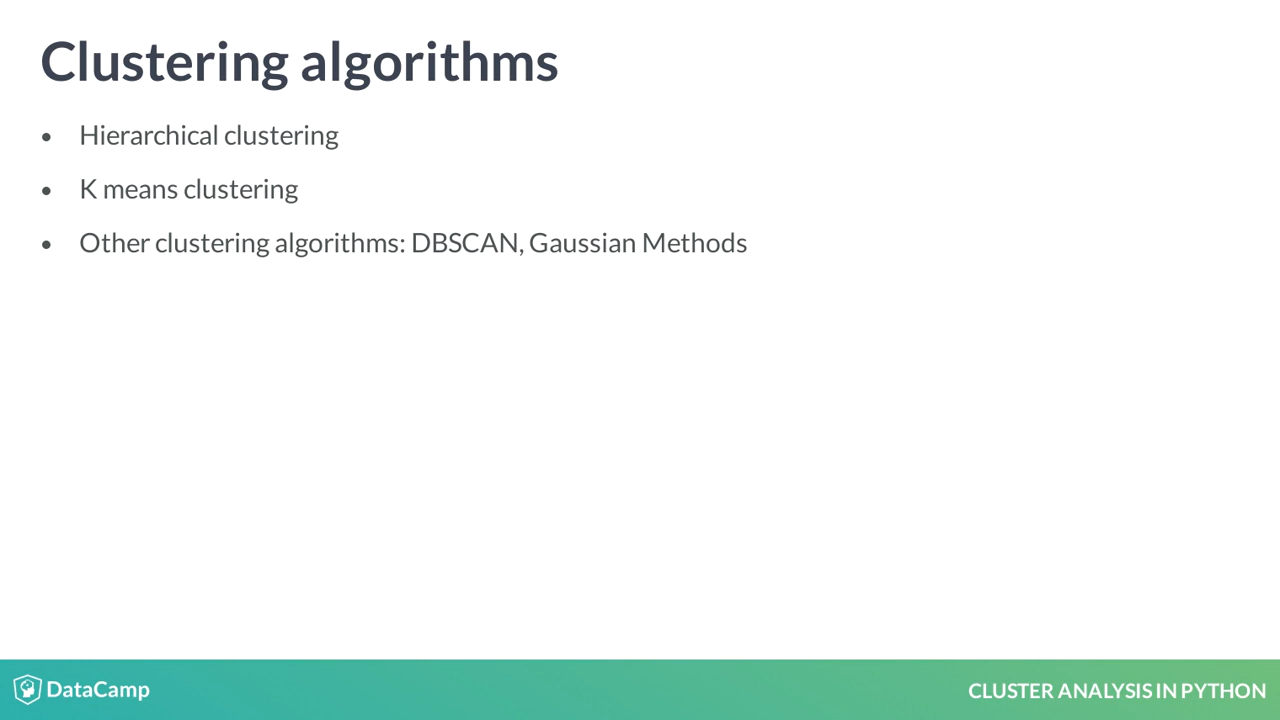 Clustering algorithms
• Hierarchical clustering
• K means clustering
• Other clustering algorithms: DBSCAN, Gaussian Methods
DataCamp
CLUSTER ANALYSIS IN PYTHON